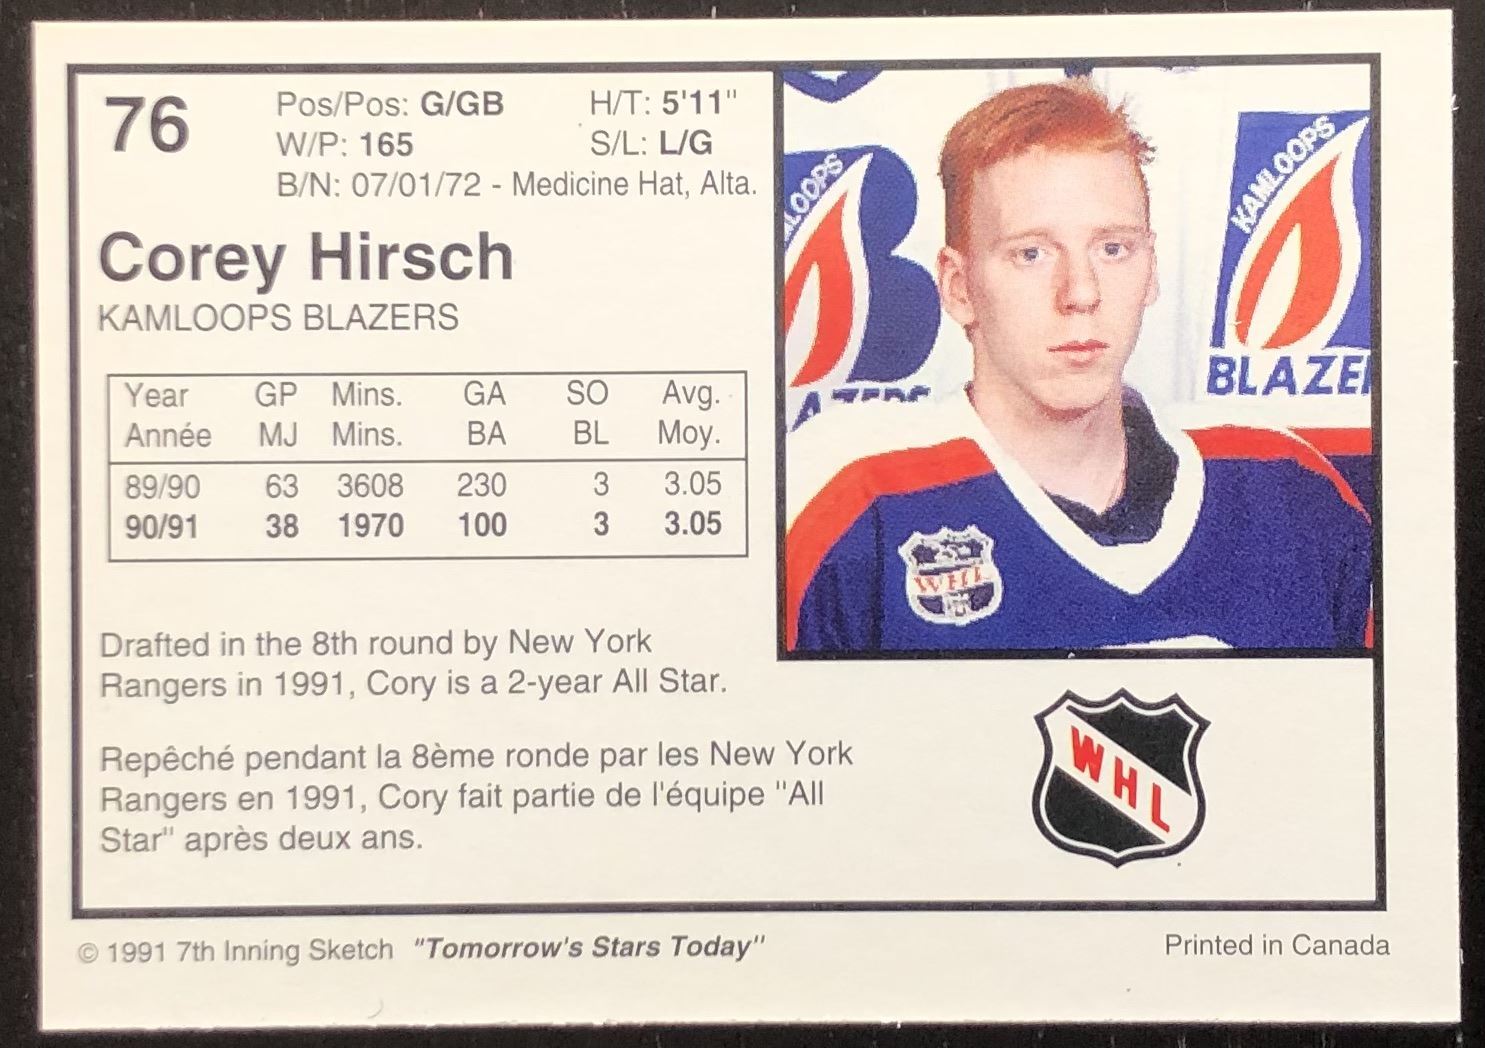 76
Pos/Pos: G/GB H/T: 5'11"
W/P: 165 S/L: L/G
B/N: 07/01/72 - Medicine Hat, Alta.
Corey Hirsch
KAMLOOPS BLAZERS
Year GP Mins. GA SO Avg.
Année MJ Mins. BA BL Moy.
89/90 63 3608 230 3 3.05
90/91 38 1970 100 3 3.05
Drafted in the 8th round by New York
Rangers in 1991, Cory is a 2-year All Star.
Repêché pendant la 8ème ronde par les New York
Rangers en 1991, Cory fait partie de l'équipe "All
Star" après deux ans.
LOOPS
KAMLOOPS
BLAZE
WHL
WHL
© 1991 7th Inning Sketch "Tomorrow's Stars Today"
Printed in Canada